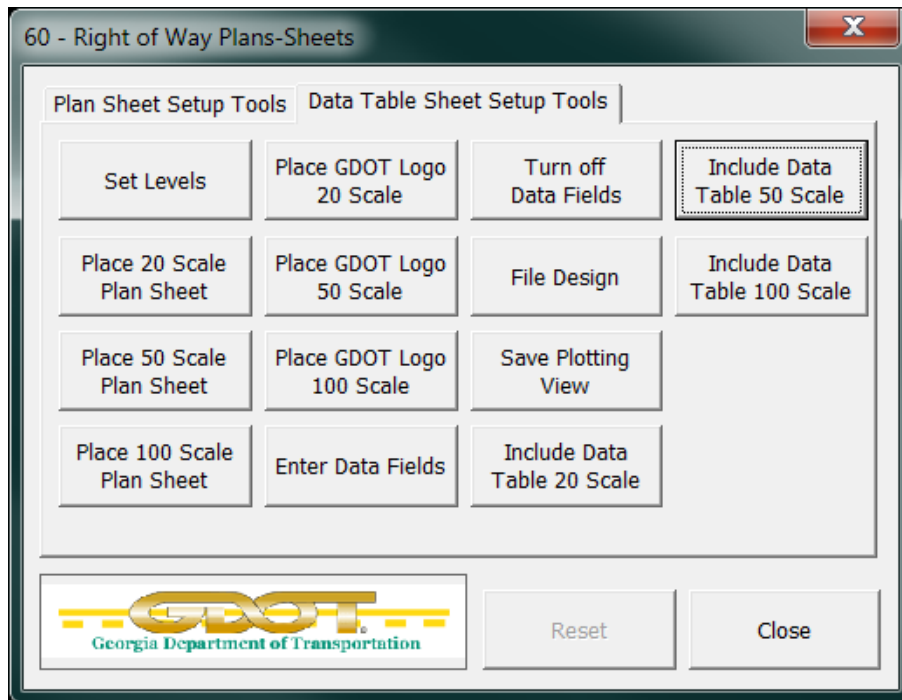 60 - Right of Way Plans-Sheets
X
Plan Sheet Setup Tools
Data Table Sheet Setup Tools
Set Levels
Place GDOT Logo
20 Scale
Turn off
Data Fields
Include Data
Table 50 Scale
Place 20 Scale
Plan Sheet
Place GDOT Logo
50 Scale
File Design
Include Data
Table 100 Scale
Place 50 Scale
Plan Sheet
Place GDOT Logo
100 Scale
Save Plotting
View
Place 100 Scale
Plan Sheet
Enter Data Fields
Include Data
Table 20 Scale
GDOT
Georgia Department of Transportation
Reset
Close